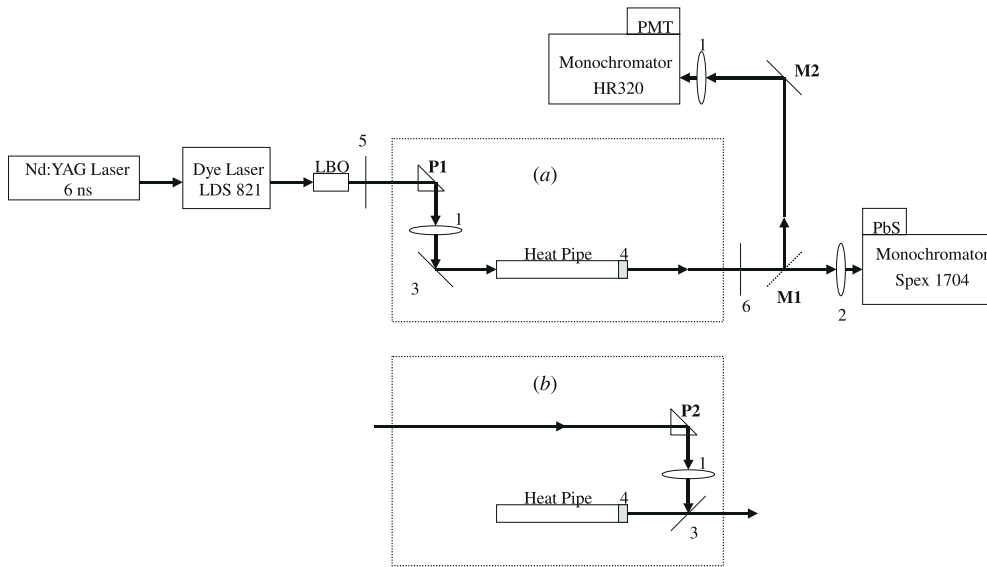 PMT
Monochromator
HR320
1
M2
Nd:YAG Laser
6 ns
Dye Laser
LDS 821
LBO
5
P1
(a)
1
3
Heat Pipe
4
6
M1
2
PbS
Monochromator
Spex 1704
(b)
P2
1
Heat Pipe
4
3